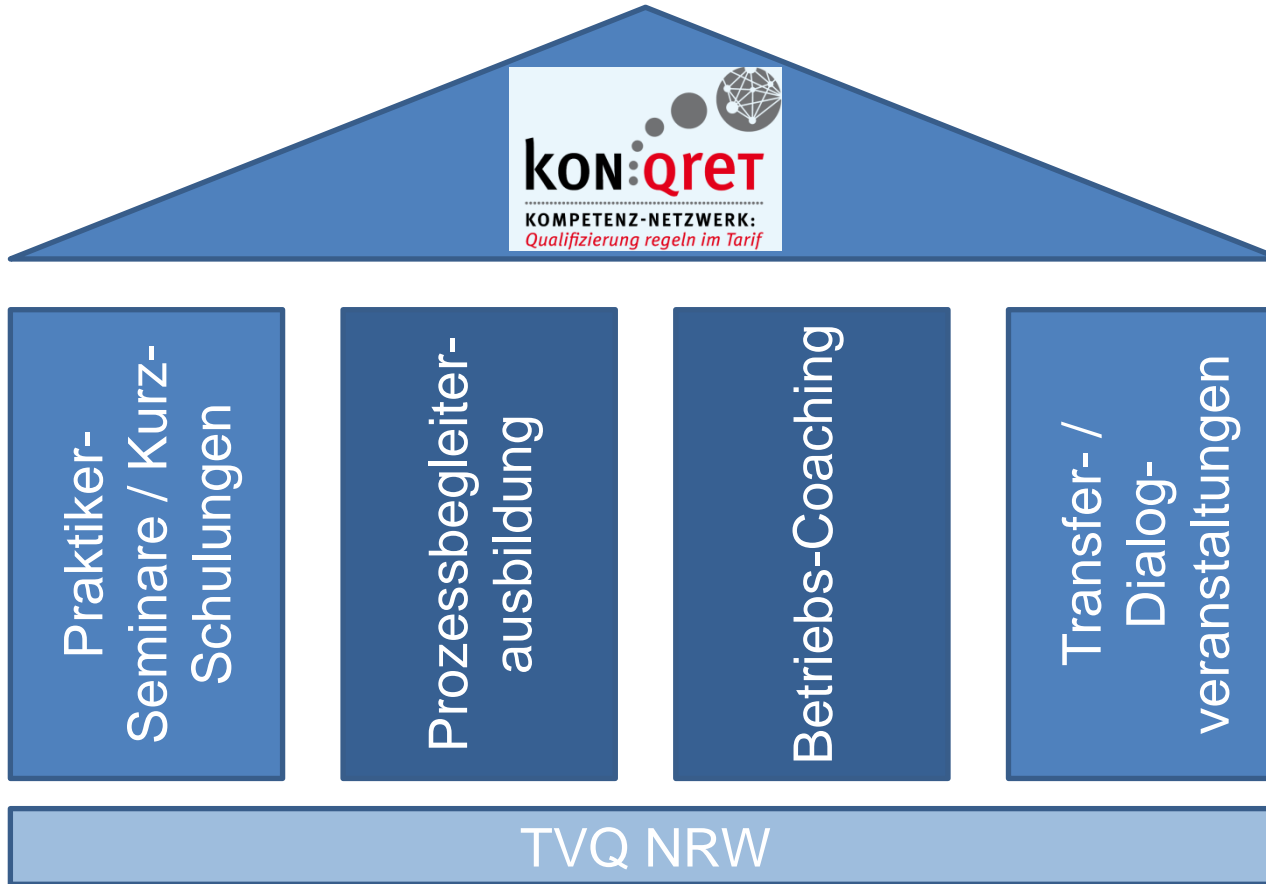 kon:Qret
KOMPETENZ-NETZWERK:
Qualifizierung regeln im Tarif
Praktiker-
Seminare / Kurz-
Schulungen
Prozessbegleiter-
ausbildung
Betriebs-Coaching
Transfer- /
Dialog-
veranstaltungen
TVQ NRW